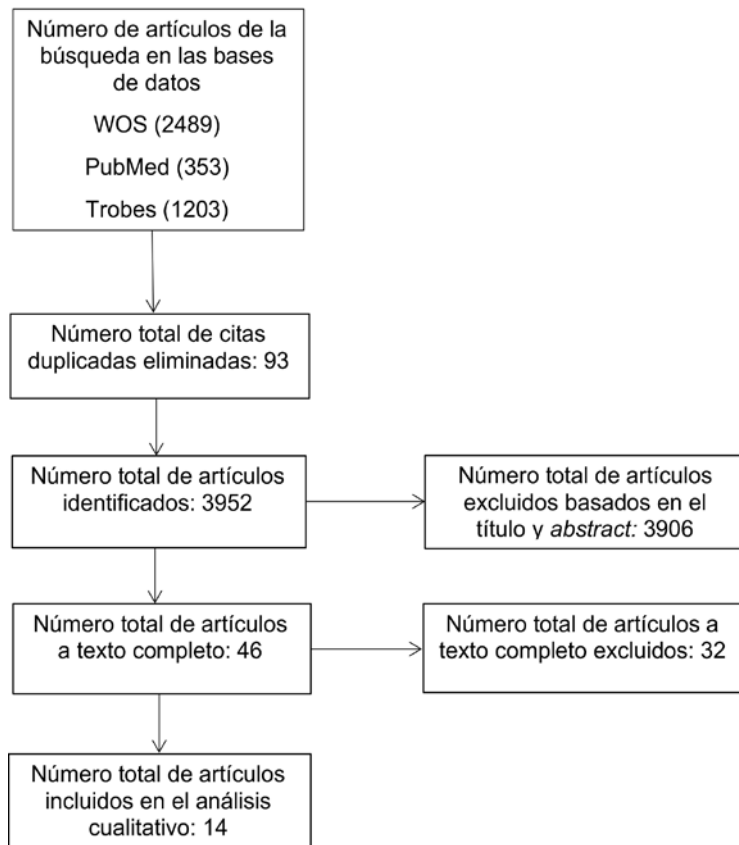 Número de artículos de la
búsqueda en las bases
de datos
WOS (2489)
PubMed (353)
Trobes (1203)
Número total de citas
duplicadas eliminadas: 93
Número total de artículos
identificados: 3952
Número total de artículos
excluidos basados en el
título y abstract: 3906
Número total de artículos
a texto completo: 46
Número total de artículos a
texto completo excluidos: 32
Número total de artículos
incluidos en el análisis
cualitativo: 14